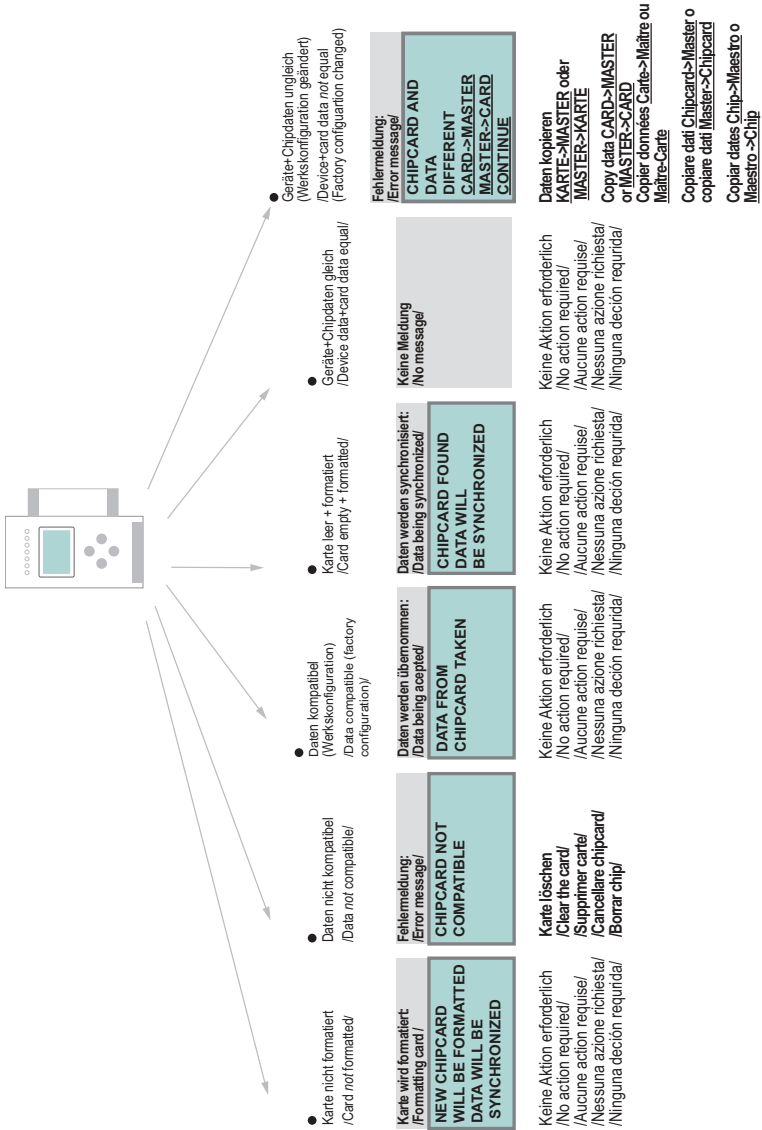 ● Karte nicht formatiert
/Card not formatted/
● Daten nicht kompatibel
/Data not compatible/
● Daten kompatibel
(Werkskonfiguration)
/Data compatible (factory
configuration)/
● Karte leer + formatiert
/Card empty + formatted/
● Geräte+Chipdaten gleich
/Device data+card data equal/
● Geräte+Chipdaten ungleich
(Werkskonfiguration geändert)
/Device+card data not equal
(Factory configuartion changed)
Karte wird formatiert:
/Formatting card /
NEW CHIPCARD
WILL BE FORMATTED
DATA WILL BE
SYNCHRONIZED
Fehlermeldung:
/Error message/
CHIPCARD NOT
COMPATIBLE
Daten werden übernommen:
/Data being acepted/
DATA FROM
CHIPCARD TAKEN
Daten werden synchronisiert:
/Data being synchronized/
CHIPCARD FOUND
DATA WILL
BE SYNCHRONIZED
Keine Meldung
/No message/
Fehlermeldung:
/Error message/
CHIPCARD AND
DATA
DIFFERENT
CARD->MASTER
MASTER->CARD
CONTINUE
Keine Aktion erforderlich
/No action required/
/Aucune action requise/
/Nessuna azione richiesta/
/Ninguna deción requrida/
Karte löschen
/Clear the card/
/Supprimer carte/
/Cancellare chipcard/
/Borrar chip/
Keine Aktion erforderlich
/No action required/
/Aucune action requise/
/Nessuna azione richiesta/
/Ninguna deción requrida/
Keine Aktion erforderlich
/No action required/
/Aucune action requise/
/Nessuna azione richiesta/
/Ninguna deción requrida/
Keine Aktion erforderlich
/No action required/
/Aucune action requise/
/Nessuna azione richiesta/
/Ninguna deción requrida/
Daten kopieren
KARTE->MASTER oder
MASTER->KARTE
Copy data CARD->MASTER
or MASTER->CARD
Copier données Carte->Maître ou
Maître-Carte
Copiare dati Chipcard->Master o
copiare dati Master->Chipcard
Copiar dates Chip->Maestro o
Maestro ->Chip